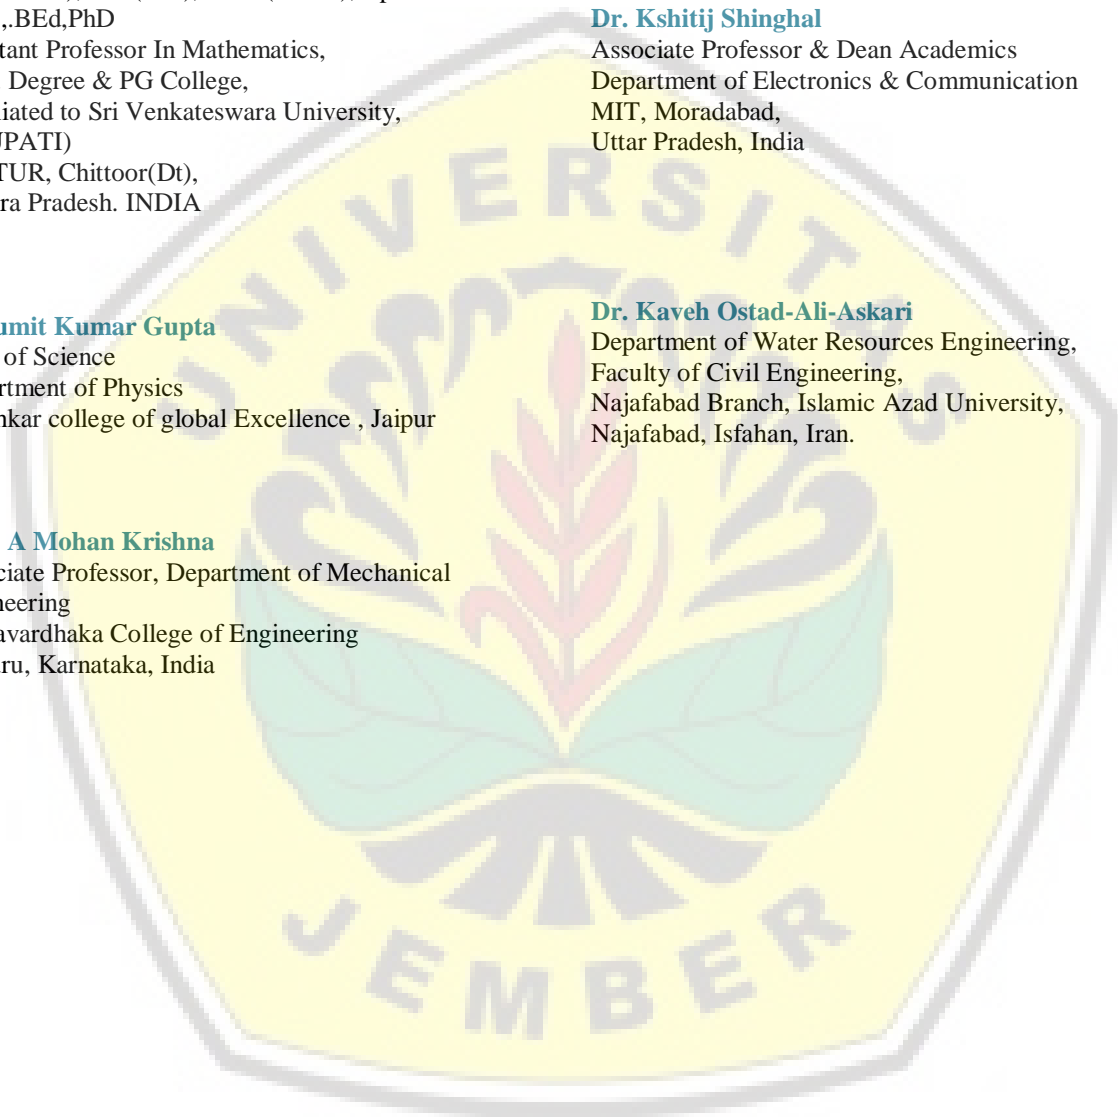 ,.BEd,PhD
tant Professor In Mathematics,
Degree & PG College,
iated to Sri Venkateswara University,
UPATI)
TUR, Chittoor(Dt),
ra Pradesh. INDIA
umit Kumar Gupta
of Science
rtment of Physics
nkar college of global Excellence , Jaipur
A Mohan Krishna
ciate Professor, Department of Mechanical
neering
avardhaka College of Engineering
ru, Karnataka, India
Dr. Kshitij Shinghal
Associate Professor & Dean Academics
Department of Electronics & Communication
MIT, Moradabad,
Uttar Pradesh, India
Dr. Kaveh Ostad-Ali-Askari
Department of Water Resources Engineering,
Faculty of Civil Engineering,
Najafabad Branch, Islamic Azad University,
Najafabad, Isfahan, Iran.
UNIVERSITAS
JEMBER